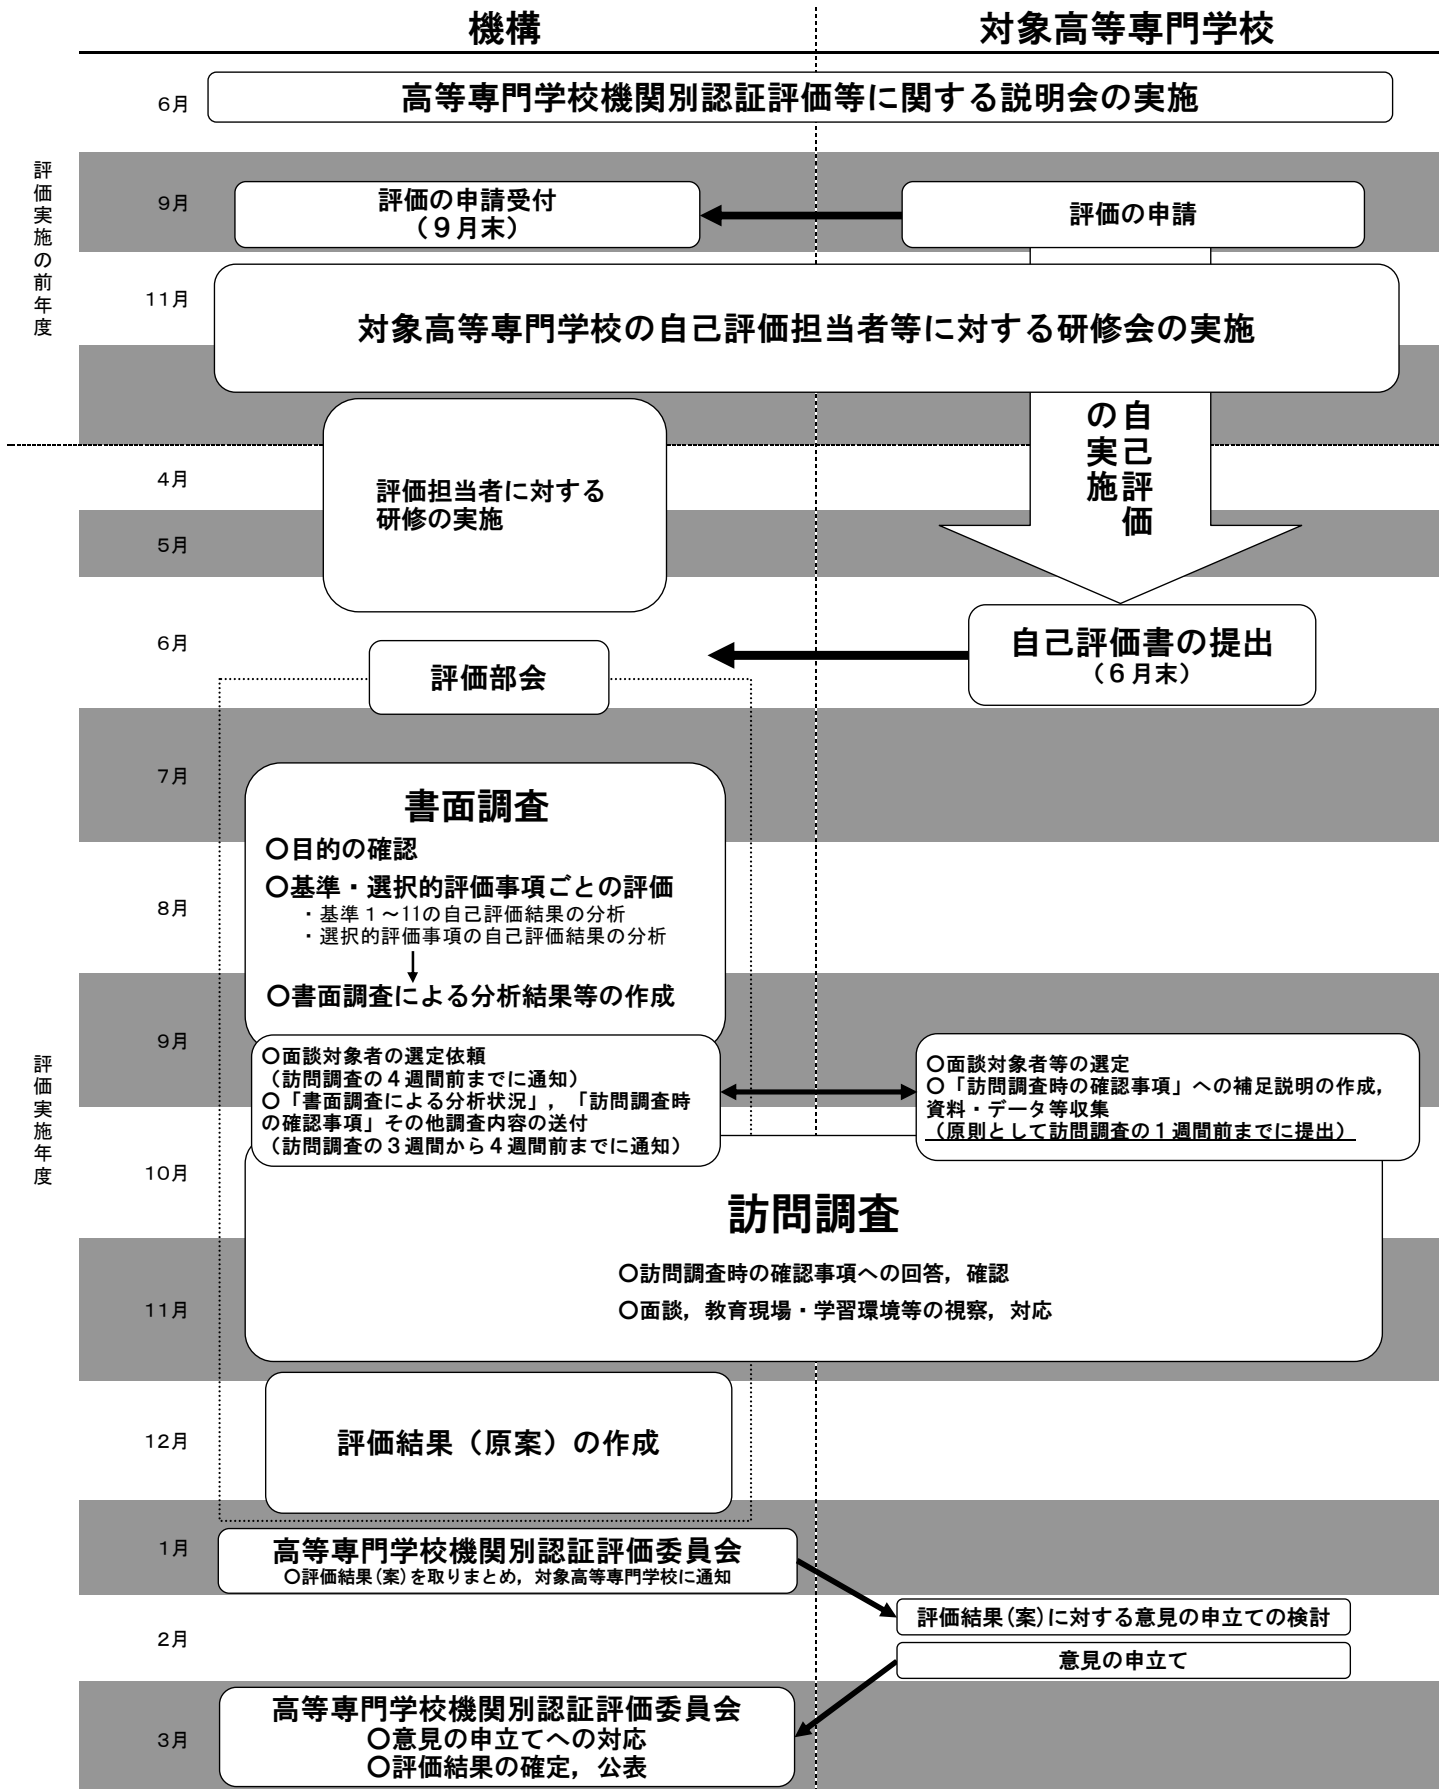 機構
対象高等専門学校
6月
高等専門学校機関別認証評価等に関する説明会の実施
評価実施の前年度
9月
評価の申請受付
（９月末）
評価の申請
11月
対象高等専門学校の自己評価担当者等に対する研修会の実施
自己評価
の実施
4月
評価担当者に対する
研修の実施
5月
6月
自己評価書の提出
（６月末）
評価部会
7月
書面調査
○目的の確認
○基準・選択的評価事項ごとの評価
8月
・基準１～11の自己評価結果の分析
・選択的評価事項の自己評価結果の分析
○書面調査による分析結果等の作成
評価実施年度
9月
○面談対象者の選定依頼
（訪問調査の４週間前までに通知）
○「書面調査による分析状況」，「訪問調査時
の確認事項」その他調査内容の送付
（訪問調査の３週間から４週間前までに通知）
○面談対象者等の選定
○「訪問調査時の確認事項」への補足説明の作成，
資料・データ等収集
（原則として訪問調査の１週間前までに提出）
10月
訪問調査
○訪問調査時の確認事項への回答，確認
11月
○面談，教育現場・学習環境等の視察，対応
12月
評価結果（原案）の作成
1月
高等専門学校機関別認証評価委員会
○評価結果(案)を取りまとめ，対象高等専門学校に通知
評価結果(案)に対する意見の申立ての検討
2月
意見の申立て
高等専門学校機関別認証評価委員会
3月
○意見の申立てへの対応
○評価結果の確定，公表